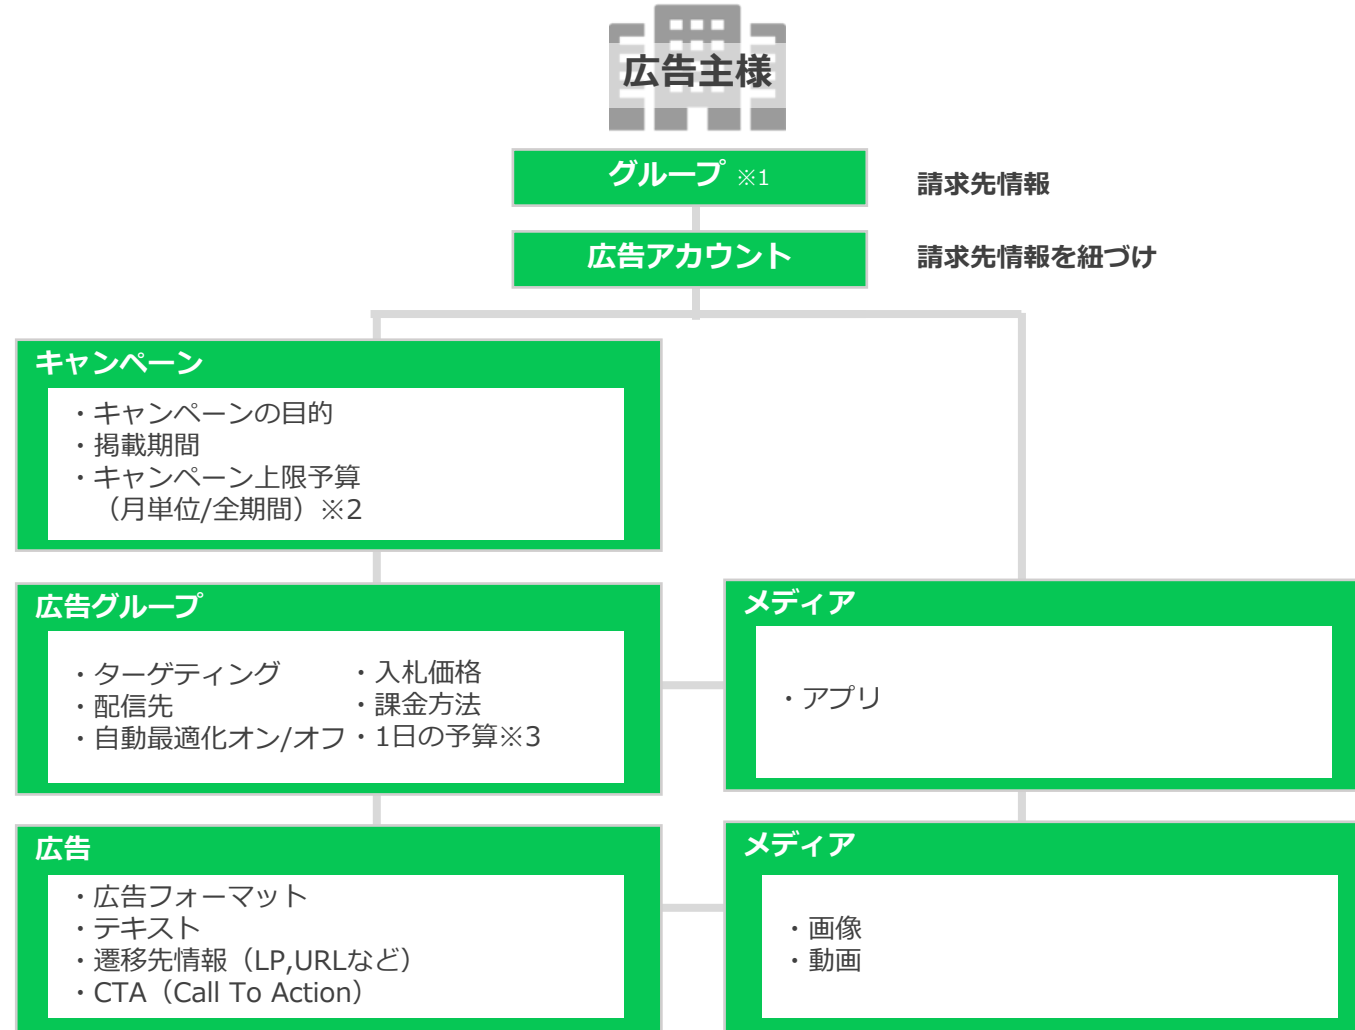 広告主様
グループ ※1
請求先情報
広告アカウント
請求先情報を紐づけ
キャンペーン
・キャンペーンの目的
・掲載期間
・キャンペーン上限予算
（月単位/全期間）※2
広告グループ
・ターゲティング
・配信先
・自動最適化オン/オフ
・入札価格
・課金方法
・1日の予算※3
メディア
・アプリ
広告
・広告フォーマット
・テキスト
・遷移先情報（LP,URLなど）
・CTA（Call To Action）
メディア
・画像
・動画